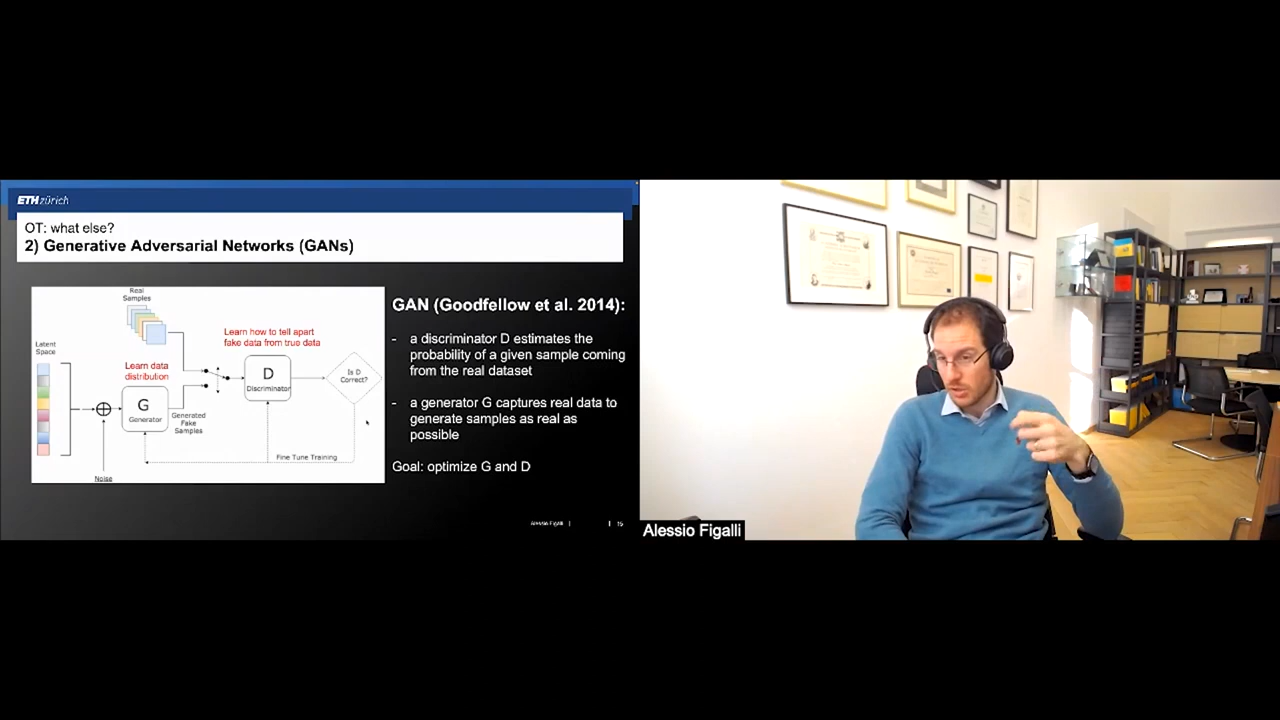 ETH zürich
OT: what else?
2) Generative Adversarial Networks (GANs)
Real
Samples
Latent
Space
Learn how to tell apart
fake data from true data
Learn data
distribution
D
Discriminator
Is D
Correct?
G
Generator
Generated
Fake
Samples
Fine Tune Training
Noise
GAN (Goodfellow et al. 2014):
- a discriminator D estimates the
probability of a given sample coming
from the real dataset
- a generator G captures real data to
generate samples as real as
possible
Goal: optimize G and D
Alessio Figalli | | 15
Alessio Figalli